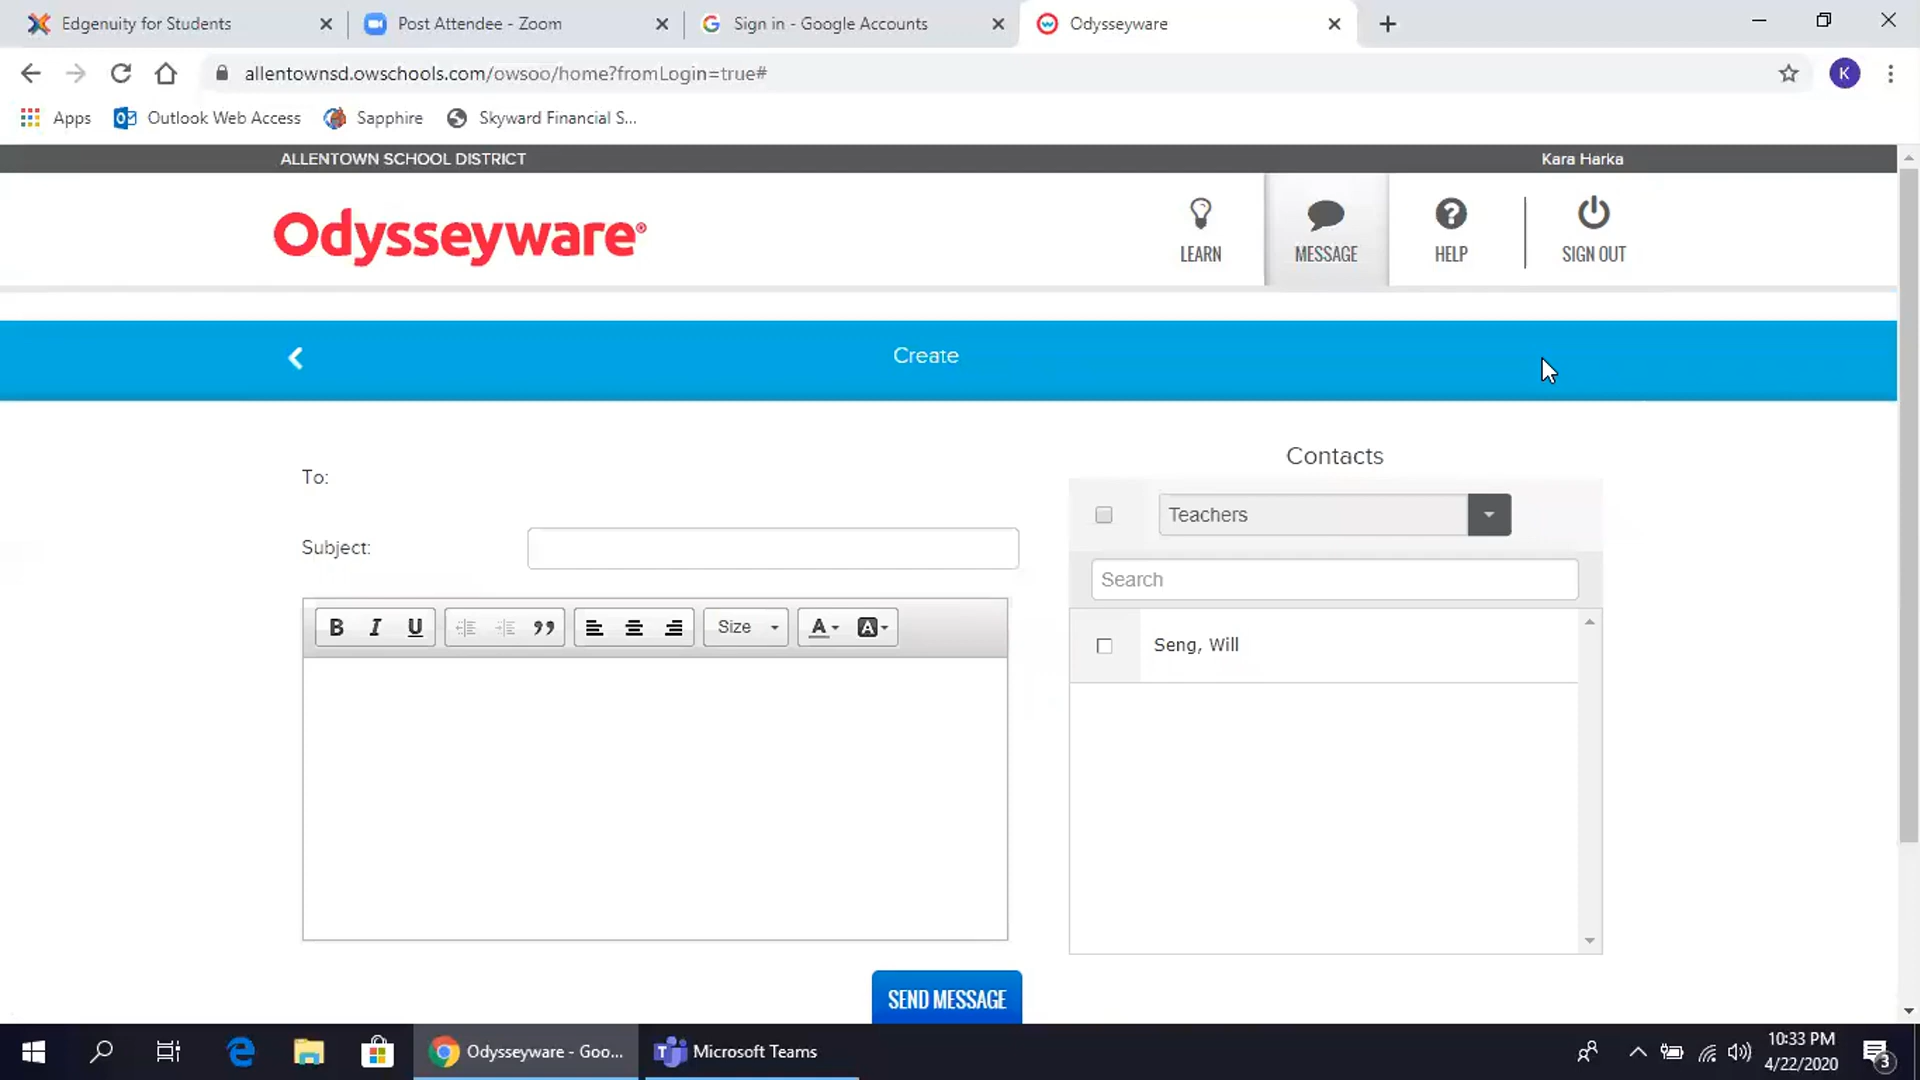 Edgenuity for Students
Post Attendee - Zoom
Sign in - Google Accounts
Odysseyware
allentownsd.owschools.com/owsoo/home?fromLogin=true#
K
Apps
Outlook Web Access
Sapphire
Skyward Financial S...
ALLENTOWN SCHOOL DISTRICT
Kara Harka
Odysseyware®
LEARN
MESSAGE
HELP
SIGN OUT
Create
Contacts
To:
Teachers
Subject:
Search
B I U
Size
A
A
Seng, Will
SEND MESSAGE
Odysseyware - Goo...
Microsoft Teams
10:33 PM
4/22/2020
3